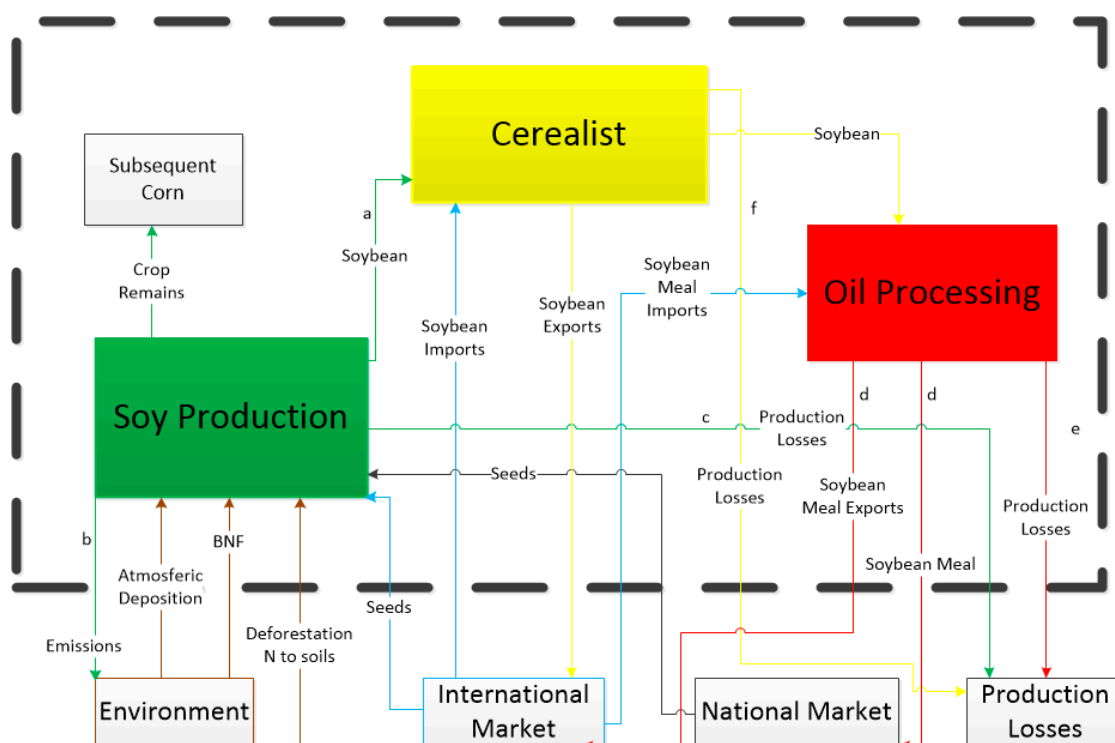 Cerealist
Soybean
Subsequent
Corn
a
f
Soybean
Crop
Remains
Soybean
Meal
Imports
Oil Processing
Soybean
Exports
Soybean
Imports
Soy Production
d
d
c
Production
Losses
e
Seeds
Production
Losses
Soybean
Meal Exports
Production
Losses
b
BNF
Atmosferic
Deposition
Soybean Meal
Seeds
Emissions
Deforestation
N to soils
Environment
International
Market
National Market
Production
Losses